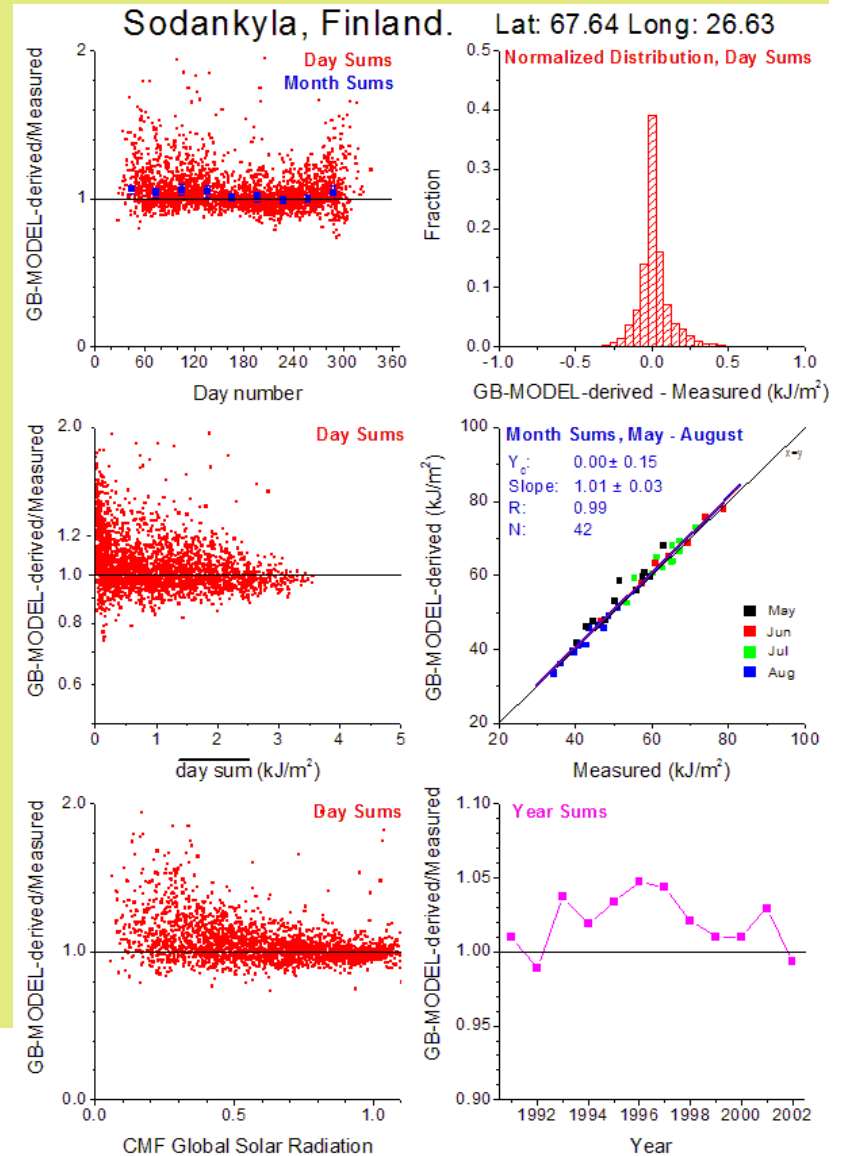 Sodankyla, Finland. Lat: 67.64 Long: 26.63
GB-MODEL-derived/Measured
2
1
0
Day Sums
Month Sums
0 60 120 180 240 300 360
Day number
Fraction
0.5
0.4
0.3
0.2
0.1
0.0
Normalized Distribution, Day Sums
-1.0 -0.5 0.0 0.5 1.0
GB-MODEL-derived - Measured (kJ/m²)
GB-MODEL-derived/Measured
2.0
1.2
1.0
0.8
0.6
Day Sums
0 1 2 3 4 5
day sum (kJ/m²)
GB-MODEL-derived (kJ/m²)
100
80
60
40
20
Month Sums, May - August
Yc: 0.00± 0.15
Slope: 1.01 ± 0.03
R: 0.99
N: 42
x=y
May
Jun
Jul
Aug
20 40 60 80 100
Measured (kJ/m²)
GB-MODEL-derived/Measured
2.0
1.0
0.0
Day Sums
0.0 0.5 1.0
CMF Global Solar Radiation
GB-MODEL-derived/Measured
1.10
1.05
1.00
0.95
0.90
Year Sums
1992 1994 1996 1998 2000 2002
Year